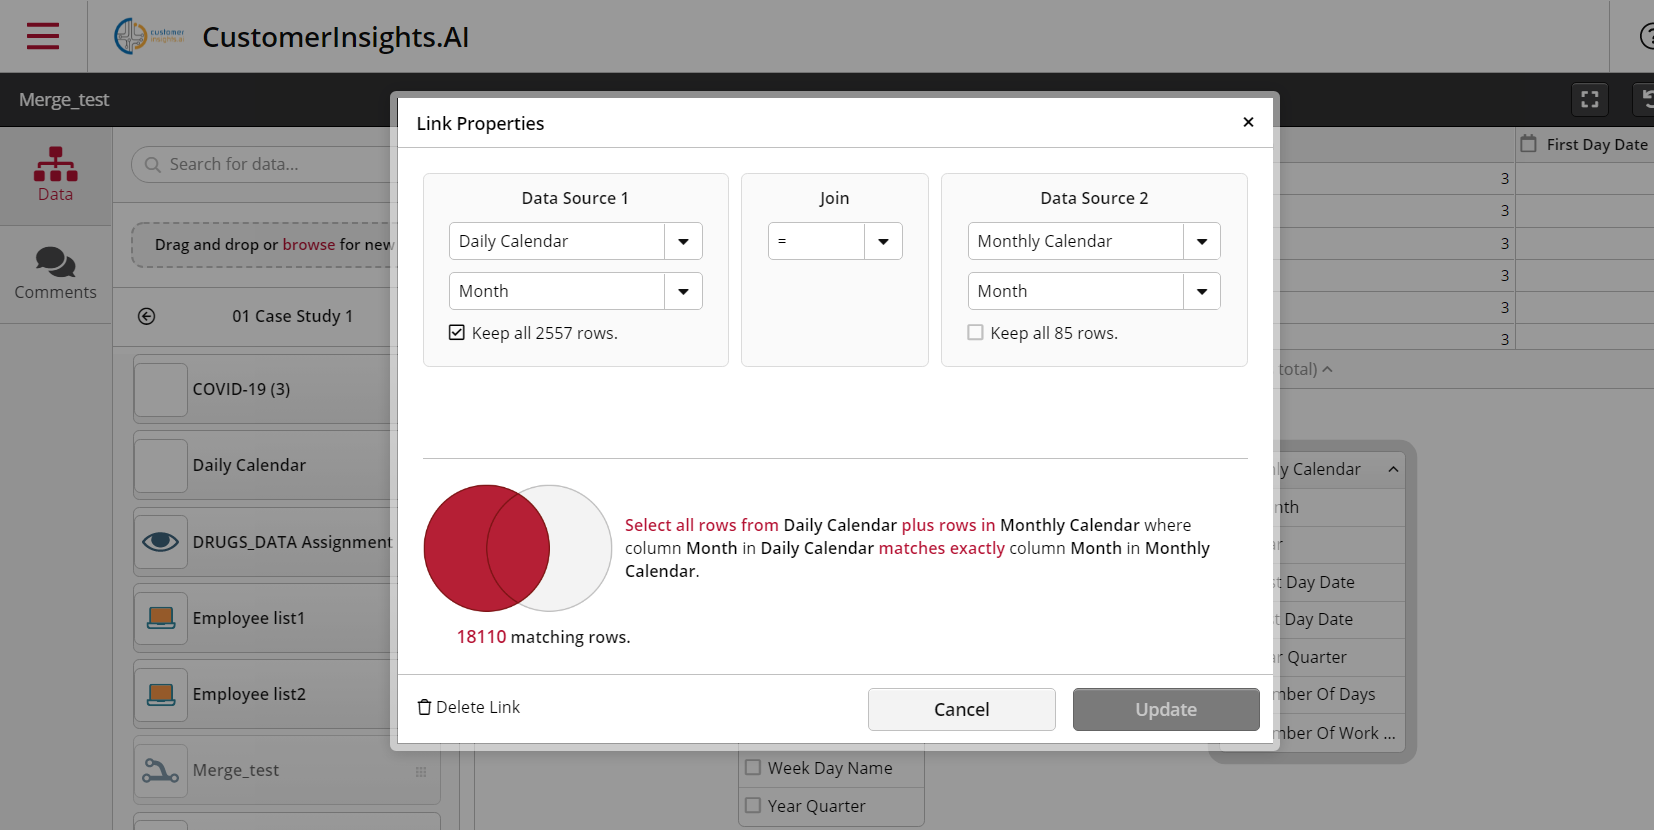 customer
insights.ai
CustomerInsights.AI
Merge_test
Data
Comments
Search for data...
Drag and drop or browse for new
01 Case Study 1
COVID-19 (3)
Daily Calendar
DRUGS_DATA Assignment
Employee list1
Employee list2
Merge_test
Link Properties
×
Data Source 1
Daily Calendar
Month
Keep all 2557 rows.
Join
=
Data Source 2
Monthly Calendar
Month
Keep all 85 rows.
Select all rows from Daily Calendar plus rows in Monthly Calendar where
column Month in Daily Calendar matches exactly column Month in Monthly
Calendar.
18110 matching rows.
Delete Link
Cancel
Update
First Day Date
3
3
3
3
3
3
total)
ly Calendar
nth
r
t Day Date
t Day Date
r Quarter
mber Of Days
mber Of Work ...
Week Day Name
Year Quarter